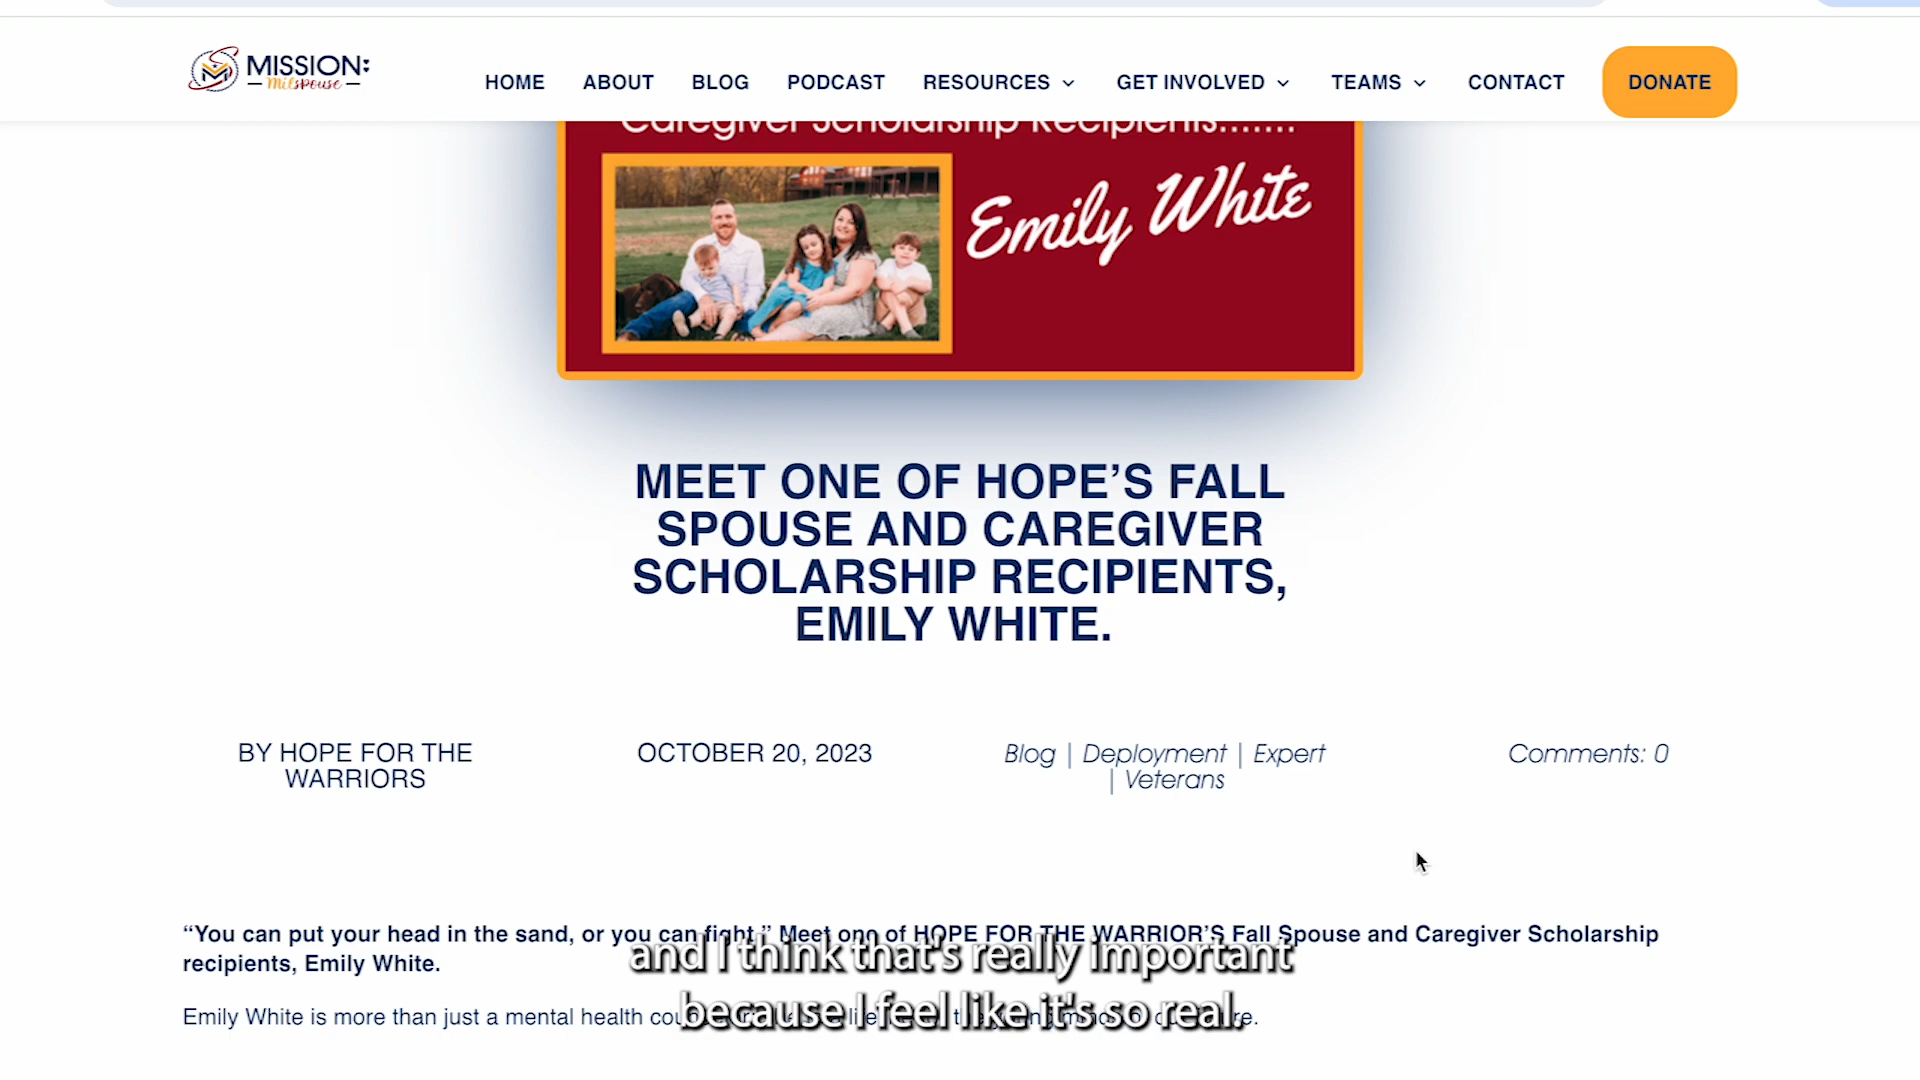 MISSION:
Milspouse
HOME ABOUT BLOG PODCAST RESOURCES GET INVOLVED TEAMS CONTACT DONATE
Caregiver Scholarship Recipients.......
Emily White
MEET ONE OF HOPE’S FALL
SPOUSE AND CAREGIVER
SCHOLARSHIP RECIPIENTS,
EMILY WHITE.
BY HOPE FOR THE
WARRIORS
OCTOBER 20, 2023
Blog | Deployment | Expert
| Veterans
Comments: 0
“You can put your head in the sand, or you can fight.” Meet one of HOPE FOR THE WARRIOR’S Fall Spouse and Caregiver Scholarship
recipients, Emily White.
Emily White is more than just a mental health
and I think that's really important
because I feel like it's so real.